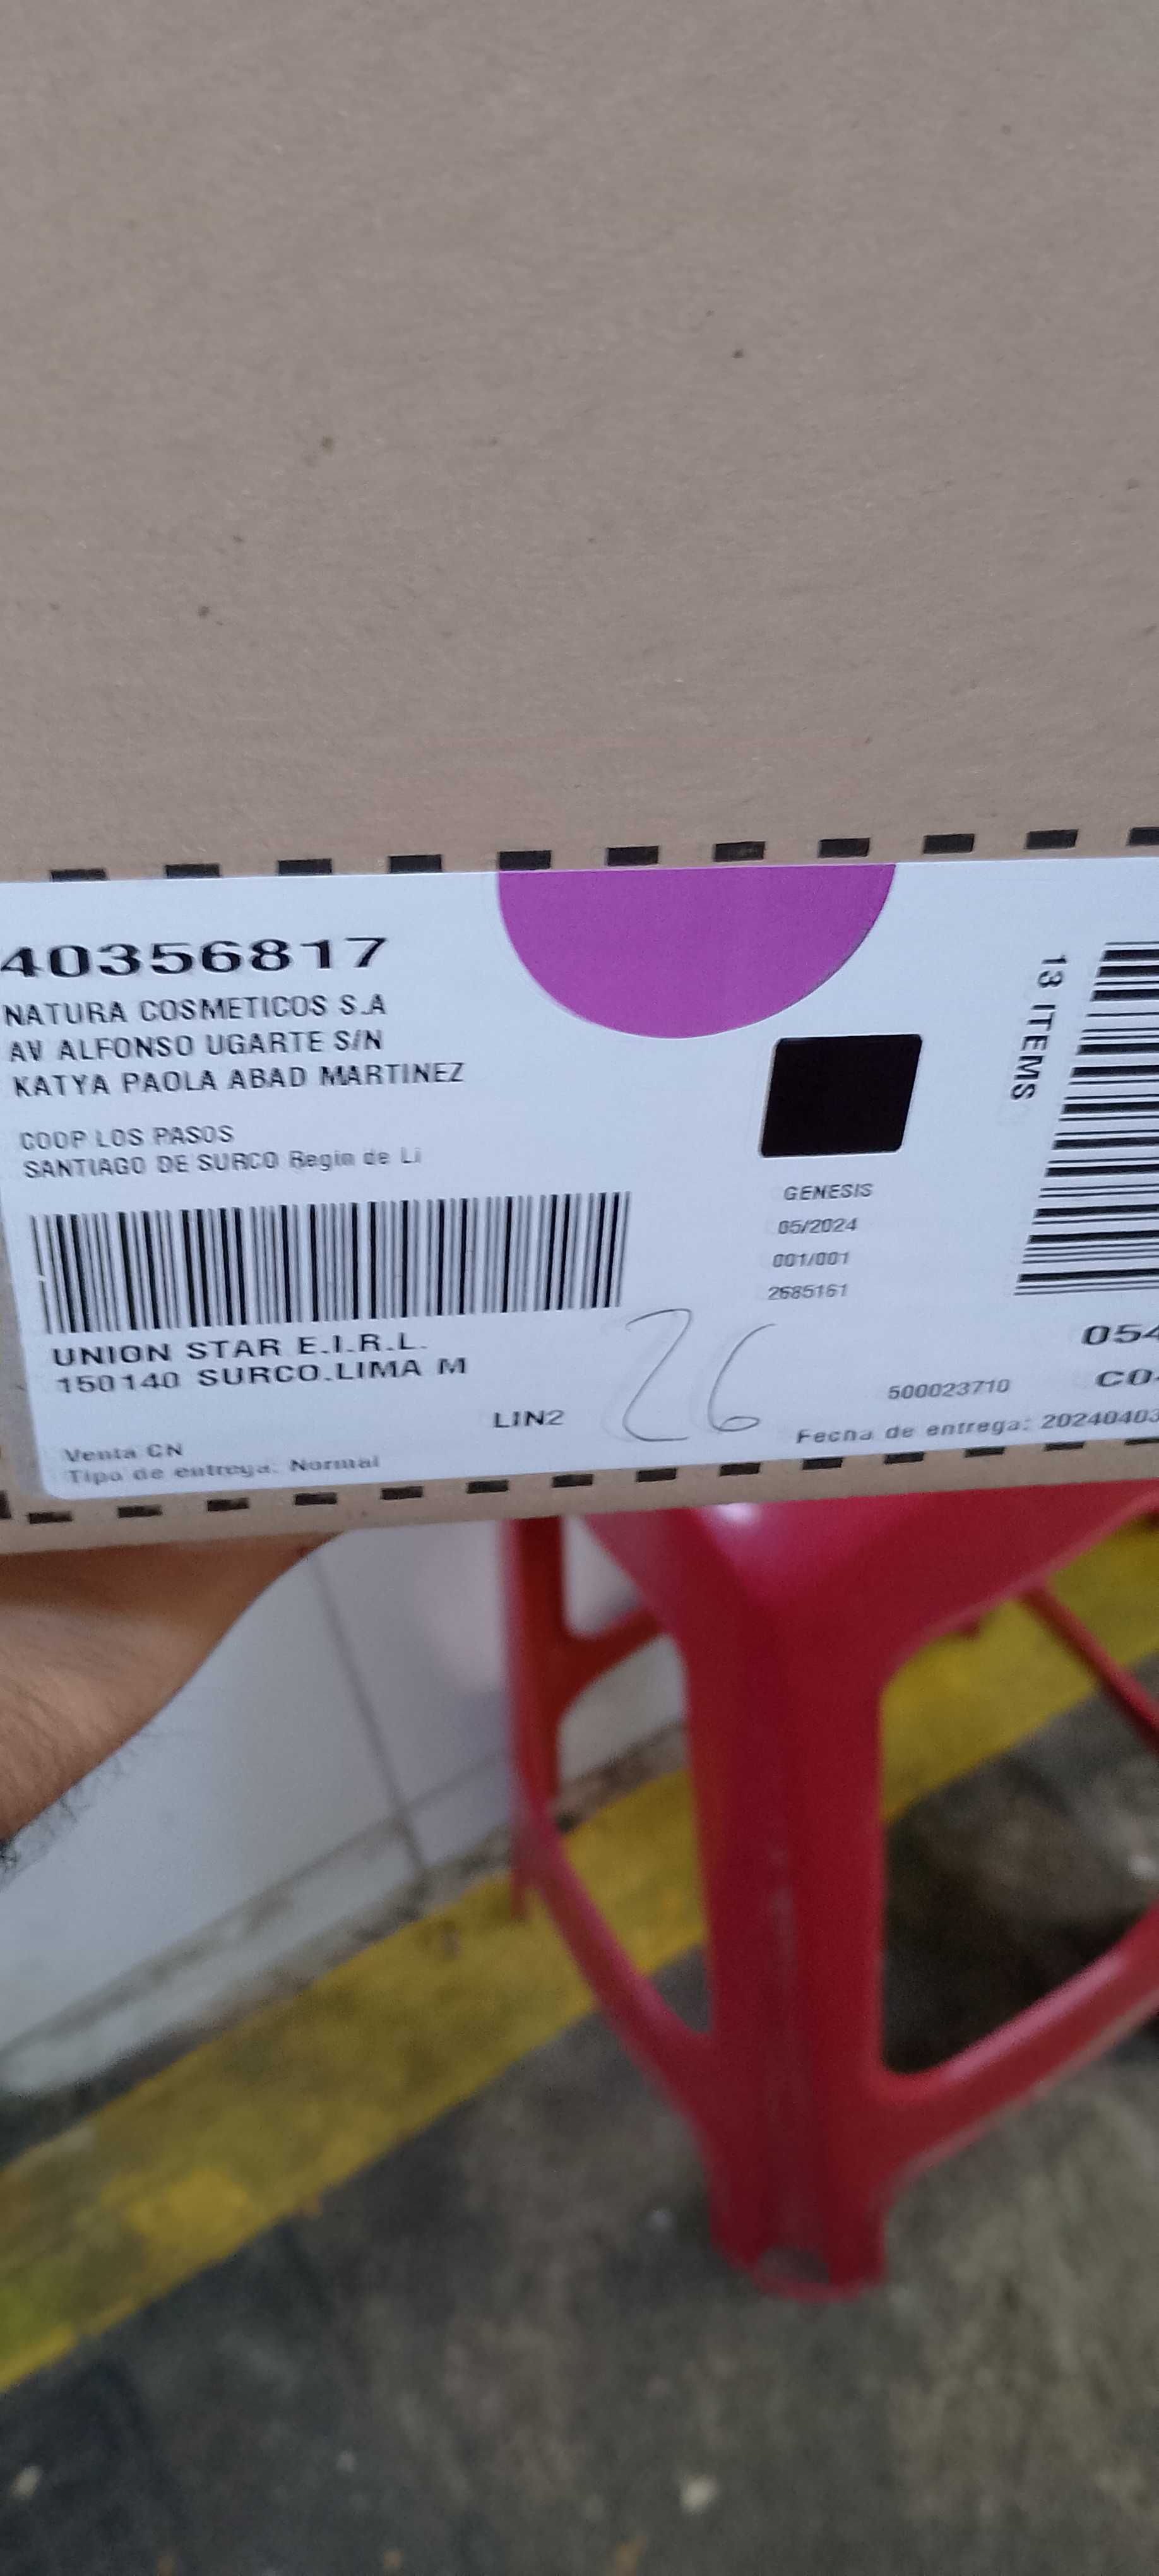 40356817
NATURA COSMETICOS S.A
AV ALFONSO UGARTE S/N
KATYA PAOLA ABAD MARTINEZ
COOP LOS PASOS
SANTIAGO DE SURCO Regin de Li
UNION STAR E.I.R.L.
150140 SURCO.LIMA M
LIN2
Venta CN
Tipo de entrega: Normal
26
GENESIS
05/2024
001/001
2685161
13 ITEMS
054
C0
500023710
Fecha de entrega: 20240403